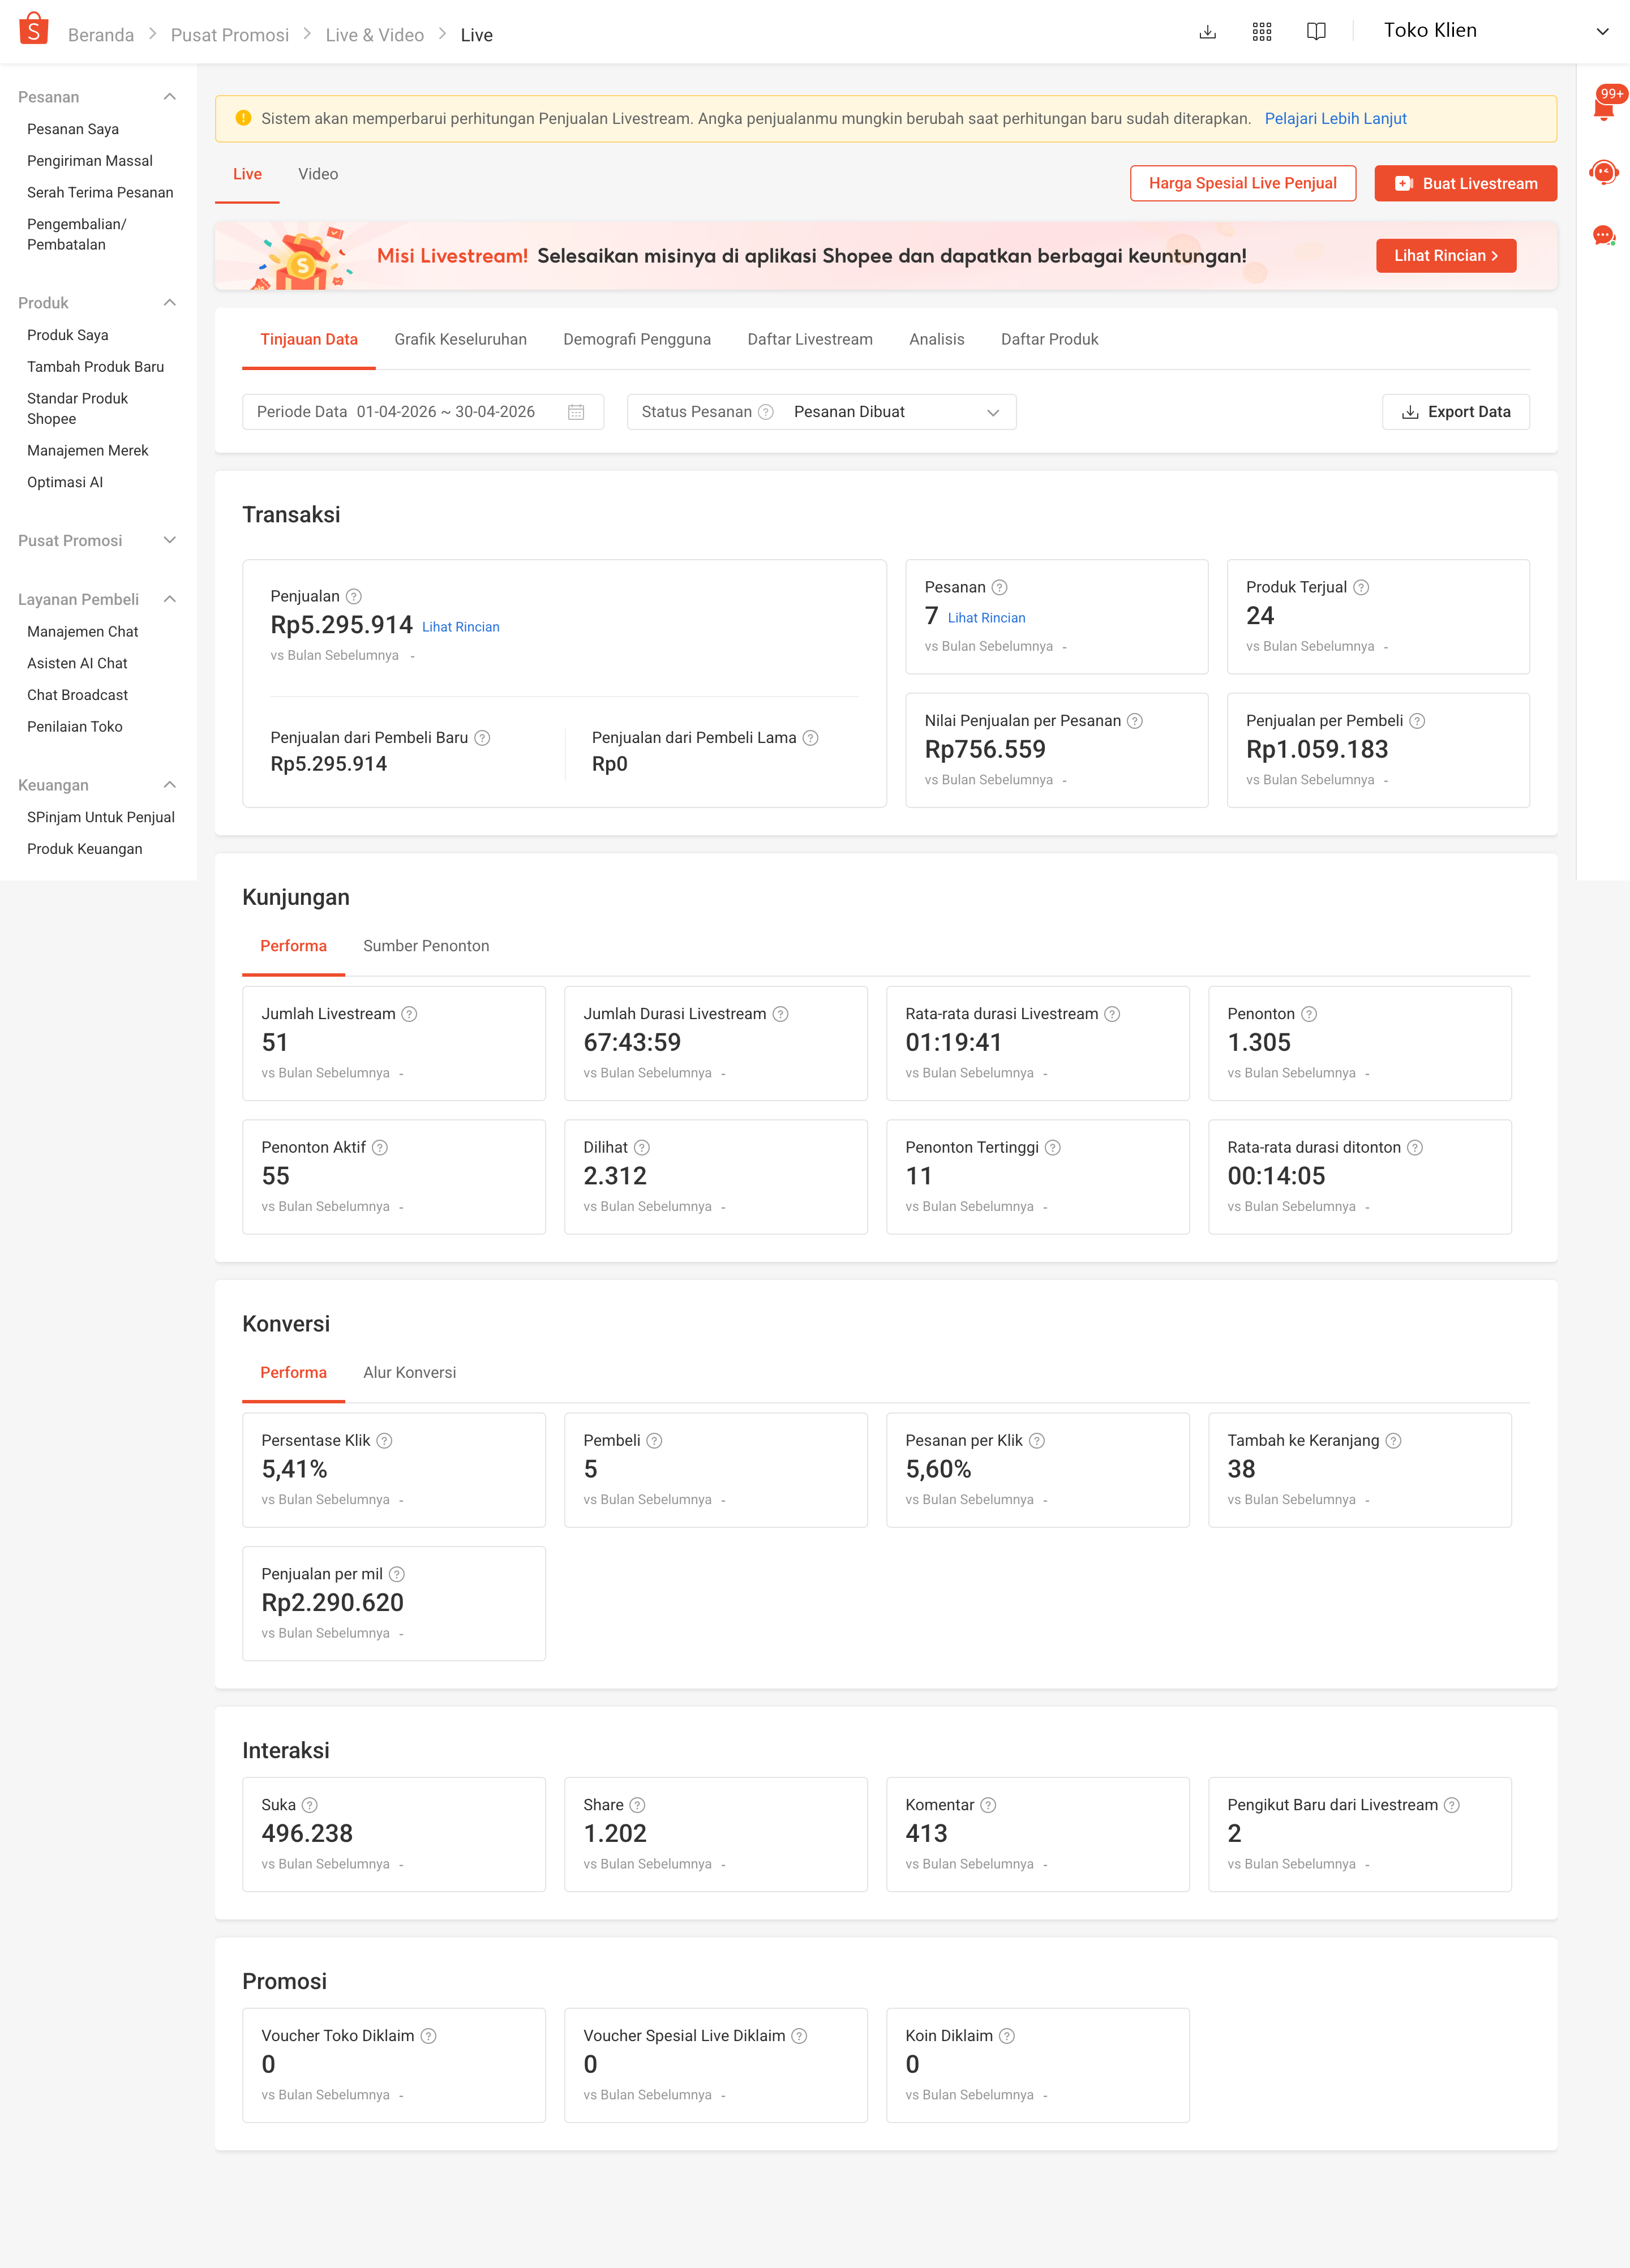 Beranda > Pusat Promosi > Live & Video > Live
Toko Klien
99+
Pesanan
Pesanan Saya
Pengiriman Massal
Serah Terima Pesanan
Pengembalian/
Pembatalan
Produk
Produk Saya
Tambah Produk Baru
Standar Produk
Shopee
Manajemen Merek
Optimasi AI
Pusat Promosi
Layanan Pembeli
Manajemen Chat
Asisten AI Chat
Chat Broadcast
Penilaian Toko
Keuangan
SPinjam Untuk Penjual
Produk Keuangan
Sistem akan memperbarui perhitungan Penjualan Livestream. Angka penjualanmu mungkin berubah saat perhitungan baru sudah diterapkan. Pelajari Lebih Lanjut
Live Video
Harga Spesial Live Penjual
Buat Livestream
Misi Livestream! Selesaikan misinya di aplikasi Shopee dan dapatkan berbagai keuntungan!
Lihat Rincian >
Tinjauan Data Grafik Keseluruhan Demografi Pengguna Daftar Livestream Analisis Daftar Produk
Periode Data 01-04-2026 ~ 30-04-2026
Status Pesanan Pesanan Dibuat
Export Data
Transaksi
Penjualan
Rp5.295.914 Lihat Rincian
vs Bulan Sebelumnya -
Penjualan dari Pembeli Baru
Rp5.295.914
Penjualan dari Pembeli Lama
Rp0
Pesanan
7 Lihat Rincian
vs Bulan Sebelumnya -
Produk Terjual
24
vs Bulan Sebelumnya -
Nilai Penjualan per Pesanan
Rp756.559
vs Bulan Sebelumnya -
Penjualan per Pembeli
Rp1.059.183
vs Bulan Sebelumnya -
Kunjungan
Performa Sumber Penonton
Jumlah Livestream
51
vs Bulan Sebelumnya -
Jumlah Durasi Livestream
67:43:59
vs Bulan Sebelumnya -
Rata-rata durasi Livestream
01:19:41
vs Bulan Sebelumnya -
Penonton
1.305
vs Bulan Sebelumnya -
Penonton Aktif
55
vs Bulan Sebelumnya -
Dilihat
2.312
vs Bulan Sebelumnya -
Penonton Tertinggi
11
vs Bulan Sebelumnya -
Rata-rata durasi ditonton
00:14:05
vs Bulan Sebelumnya -
Konversi
Performa Alur Konversi
Persentase Klik
5,41%
vs Bulan Sebelumnya -
Pembeli
5
vs Bulan Sebelumnya -
Pesanan per Klik
5,60%
vs Bulan Sebelumnya -
Tambah ke Keranjang
38
vs Bulan Sebelumnya -
Penjualan per mil
Rp2.290.620
vs Bulan Sebelumnya -
Interaksi
Suka
496.238
vs Bulan Sebelumnya -
Share
1.202
vs Bulan Sebelumnya -
Komentar
413
vs Bulan Sebelumnya -
Pengikut Baru dari Livestream
2
vs Bulan Sebelumnya -
Promosi
Voucher Toko Diklaim
0
vs Bulan Sebelumnya -
Voucher Spesial Live Diklaim
0
vs Bulan Sebelumnya -
Koin Diklaim
0
vs Bulan Sebelumnya -